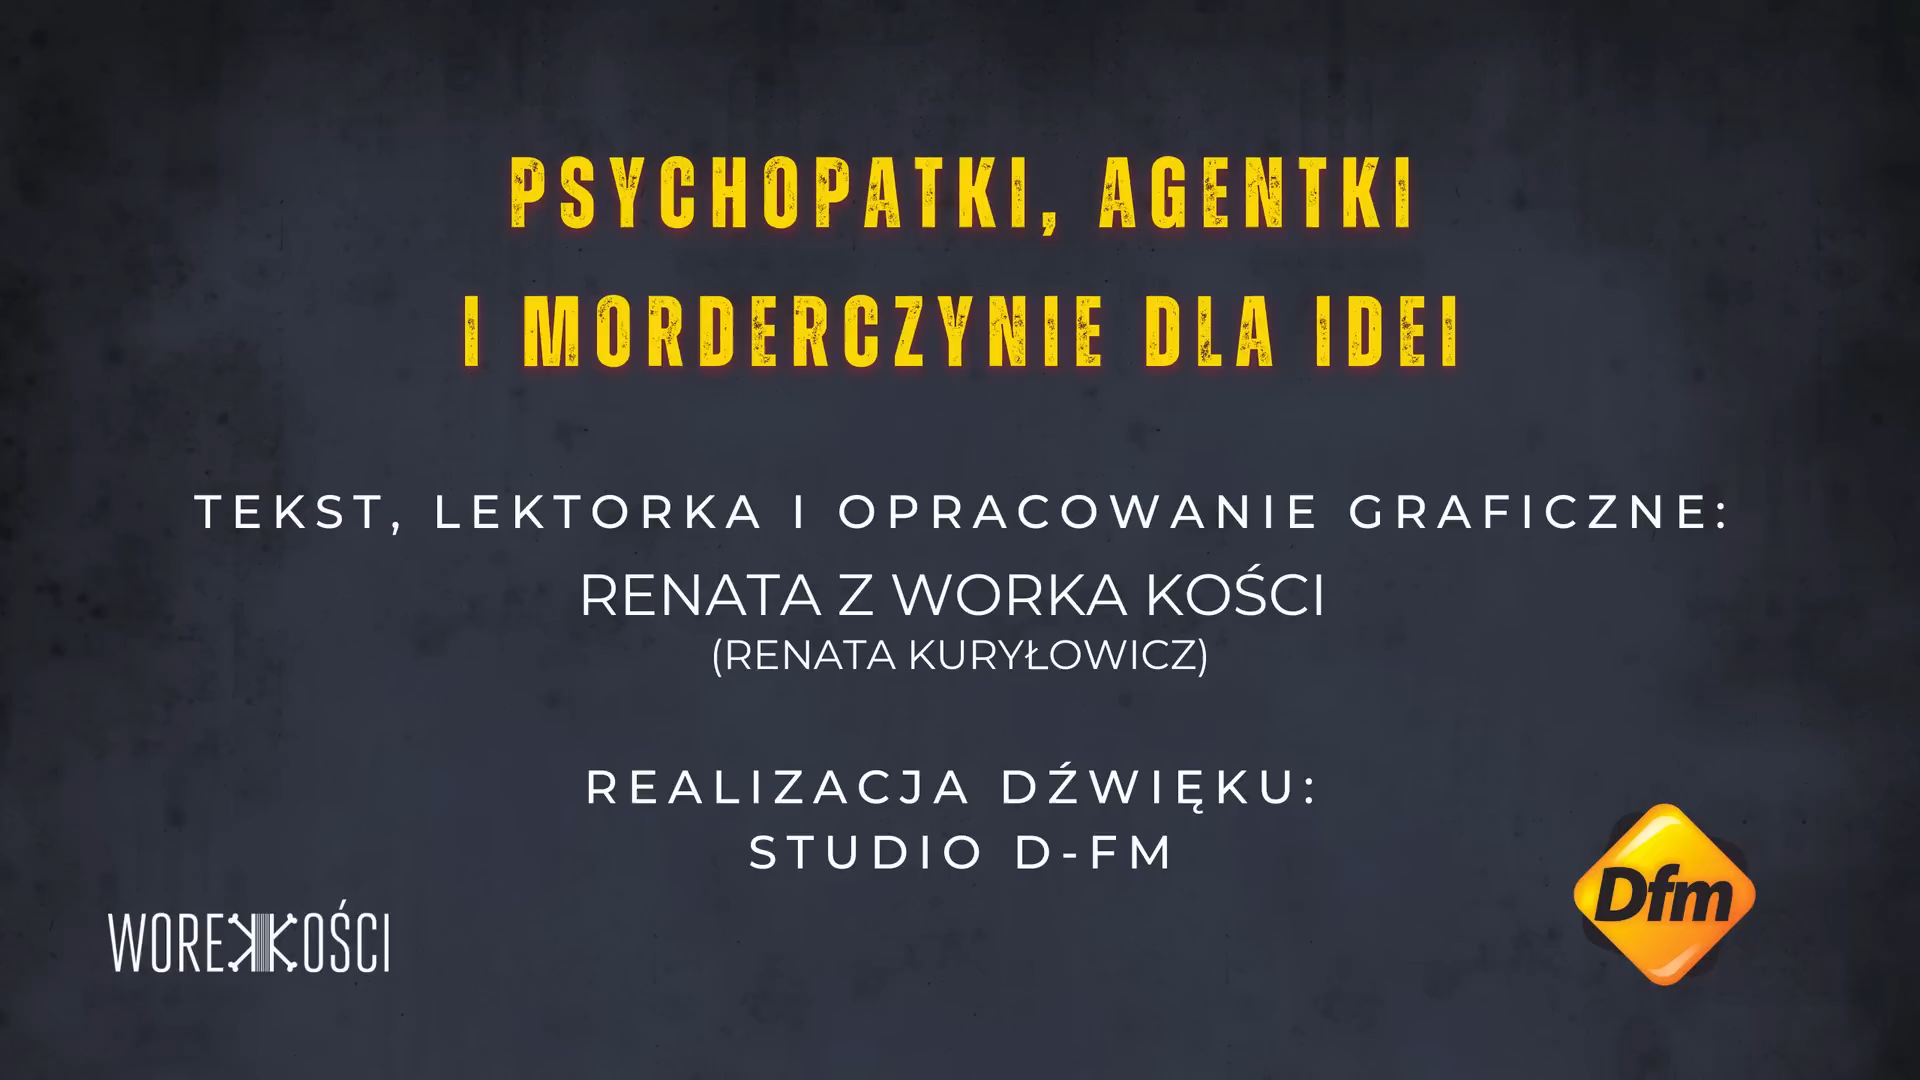 PSYCHOPATKI, AGENTKI
I MORDERCZYNIE DLA IDEI
TEKST, LEKTORKA I OPRACOWANIE GRAFICZNE:
RENATA Z WORKA KOŚCI
(RENATA KURYŁOWICZ)
REALIZACJA DŹWIĘKU:
STUDIO D-FM
WOREK KOŚCI
Dfm